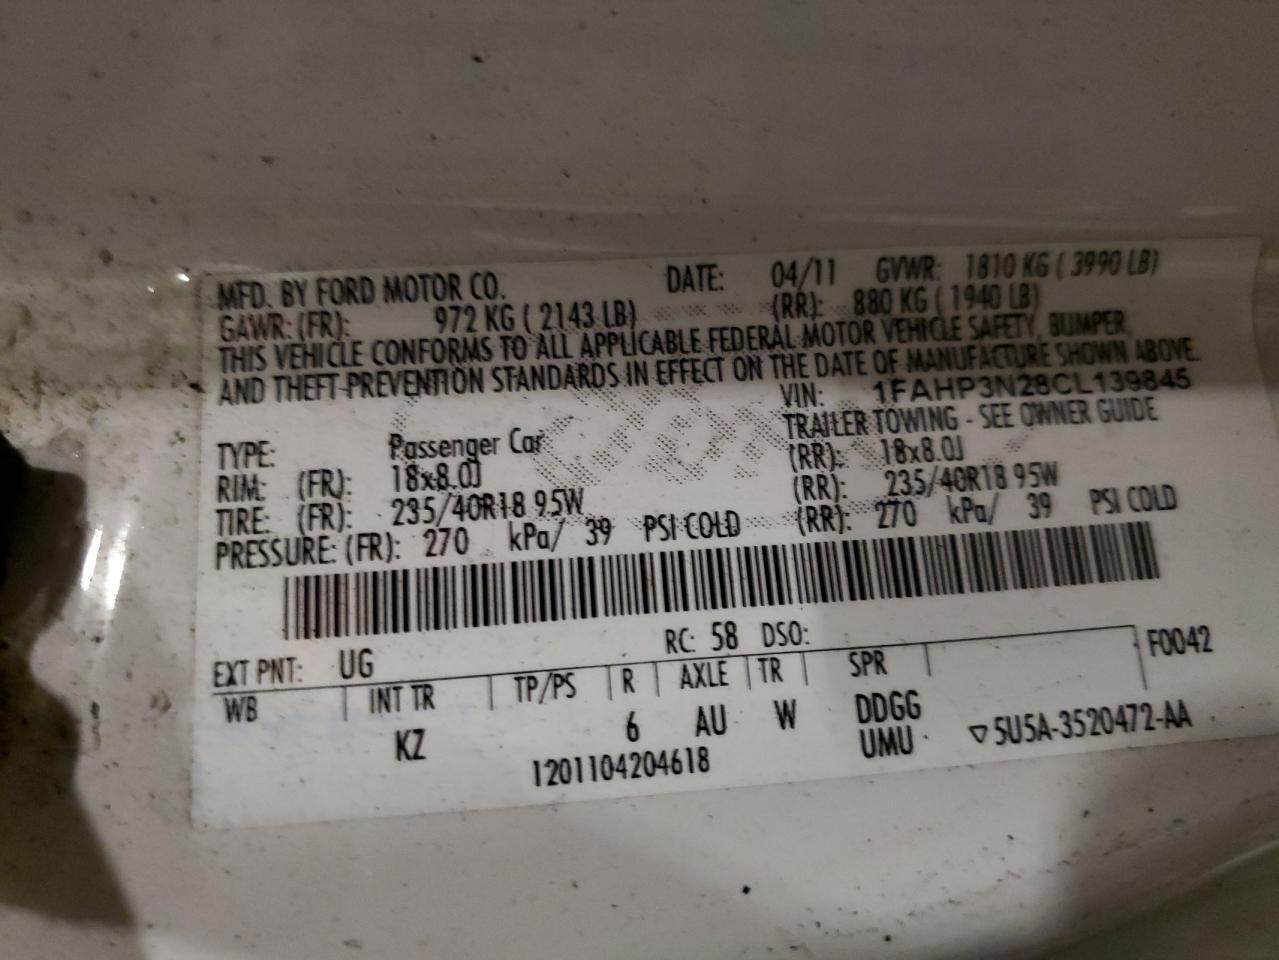 MFD. BY FORD MOTOR CO. DATE: 04/11 GVWR: 1810 KG ( 3990 LB)
GAWR: (FR): 972 KG ( 2143 LB) (RR): 880 KG ( 1940 LB)
THIS VEHICLE CONFORMS TO ALL APPLICABLE FEDERAL MOTOR VEHICLE SAFETY, BUMPER,
AND THEFT PREVENTION STANDARDS IN EFFECT ON THE DATE OF MANUFACTURE SHOWN ABOVE.
VIN: 1FAHP3N28CL139845
TYPE: Passenger Car TRAILER TOWING - SEE OWNER GUIDE
RIM: (FR): 18x8.0J (RR): 18x8.0J
TIRE: (FR): 235/40R18 95W (RR): 235/40R18 95W
PRESSURE: (FR): 270 kPa/ 39 PSI COLD (RR): 270 kPa/ 39 PSI COLD
EXT PNT: UG RC: 58 DSO: F0042
WB INT TR TP/PS R AXLE TR SPR
KZ 6 AU W DDGG
UMU ▽5U5A-3520472-AA
1201104204618